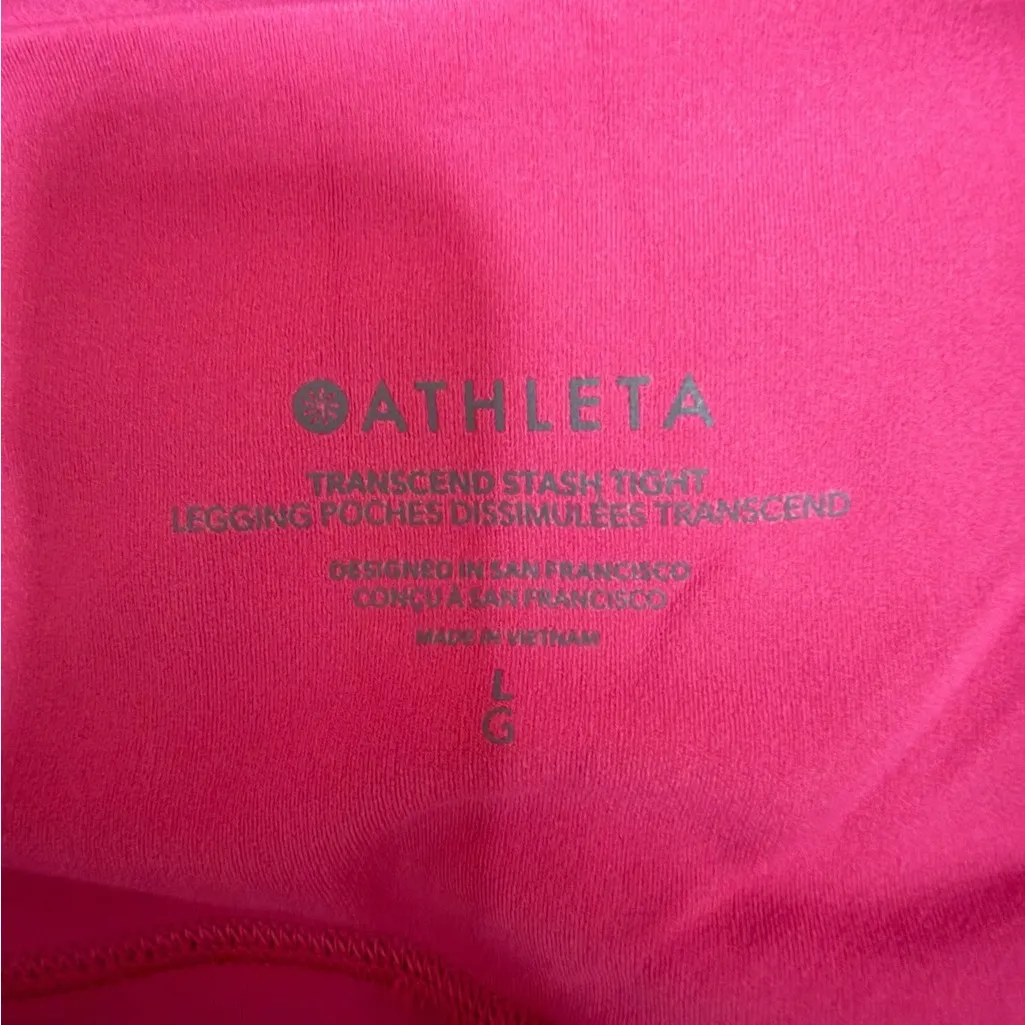 ATHLETA
TRANSCEND STASH TIGHT
LEGGING POCHES DISSIMULÉES TRANSCEND
DESIGNED IN SAN FRANCISCO
CONÇU À SAN FRANCISCO
MADE IN VIETNAM
L
G